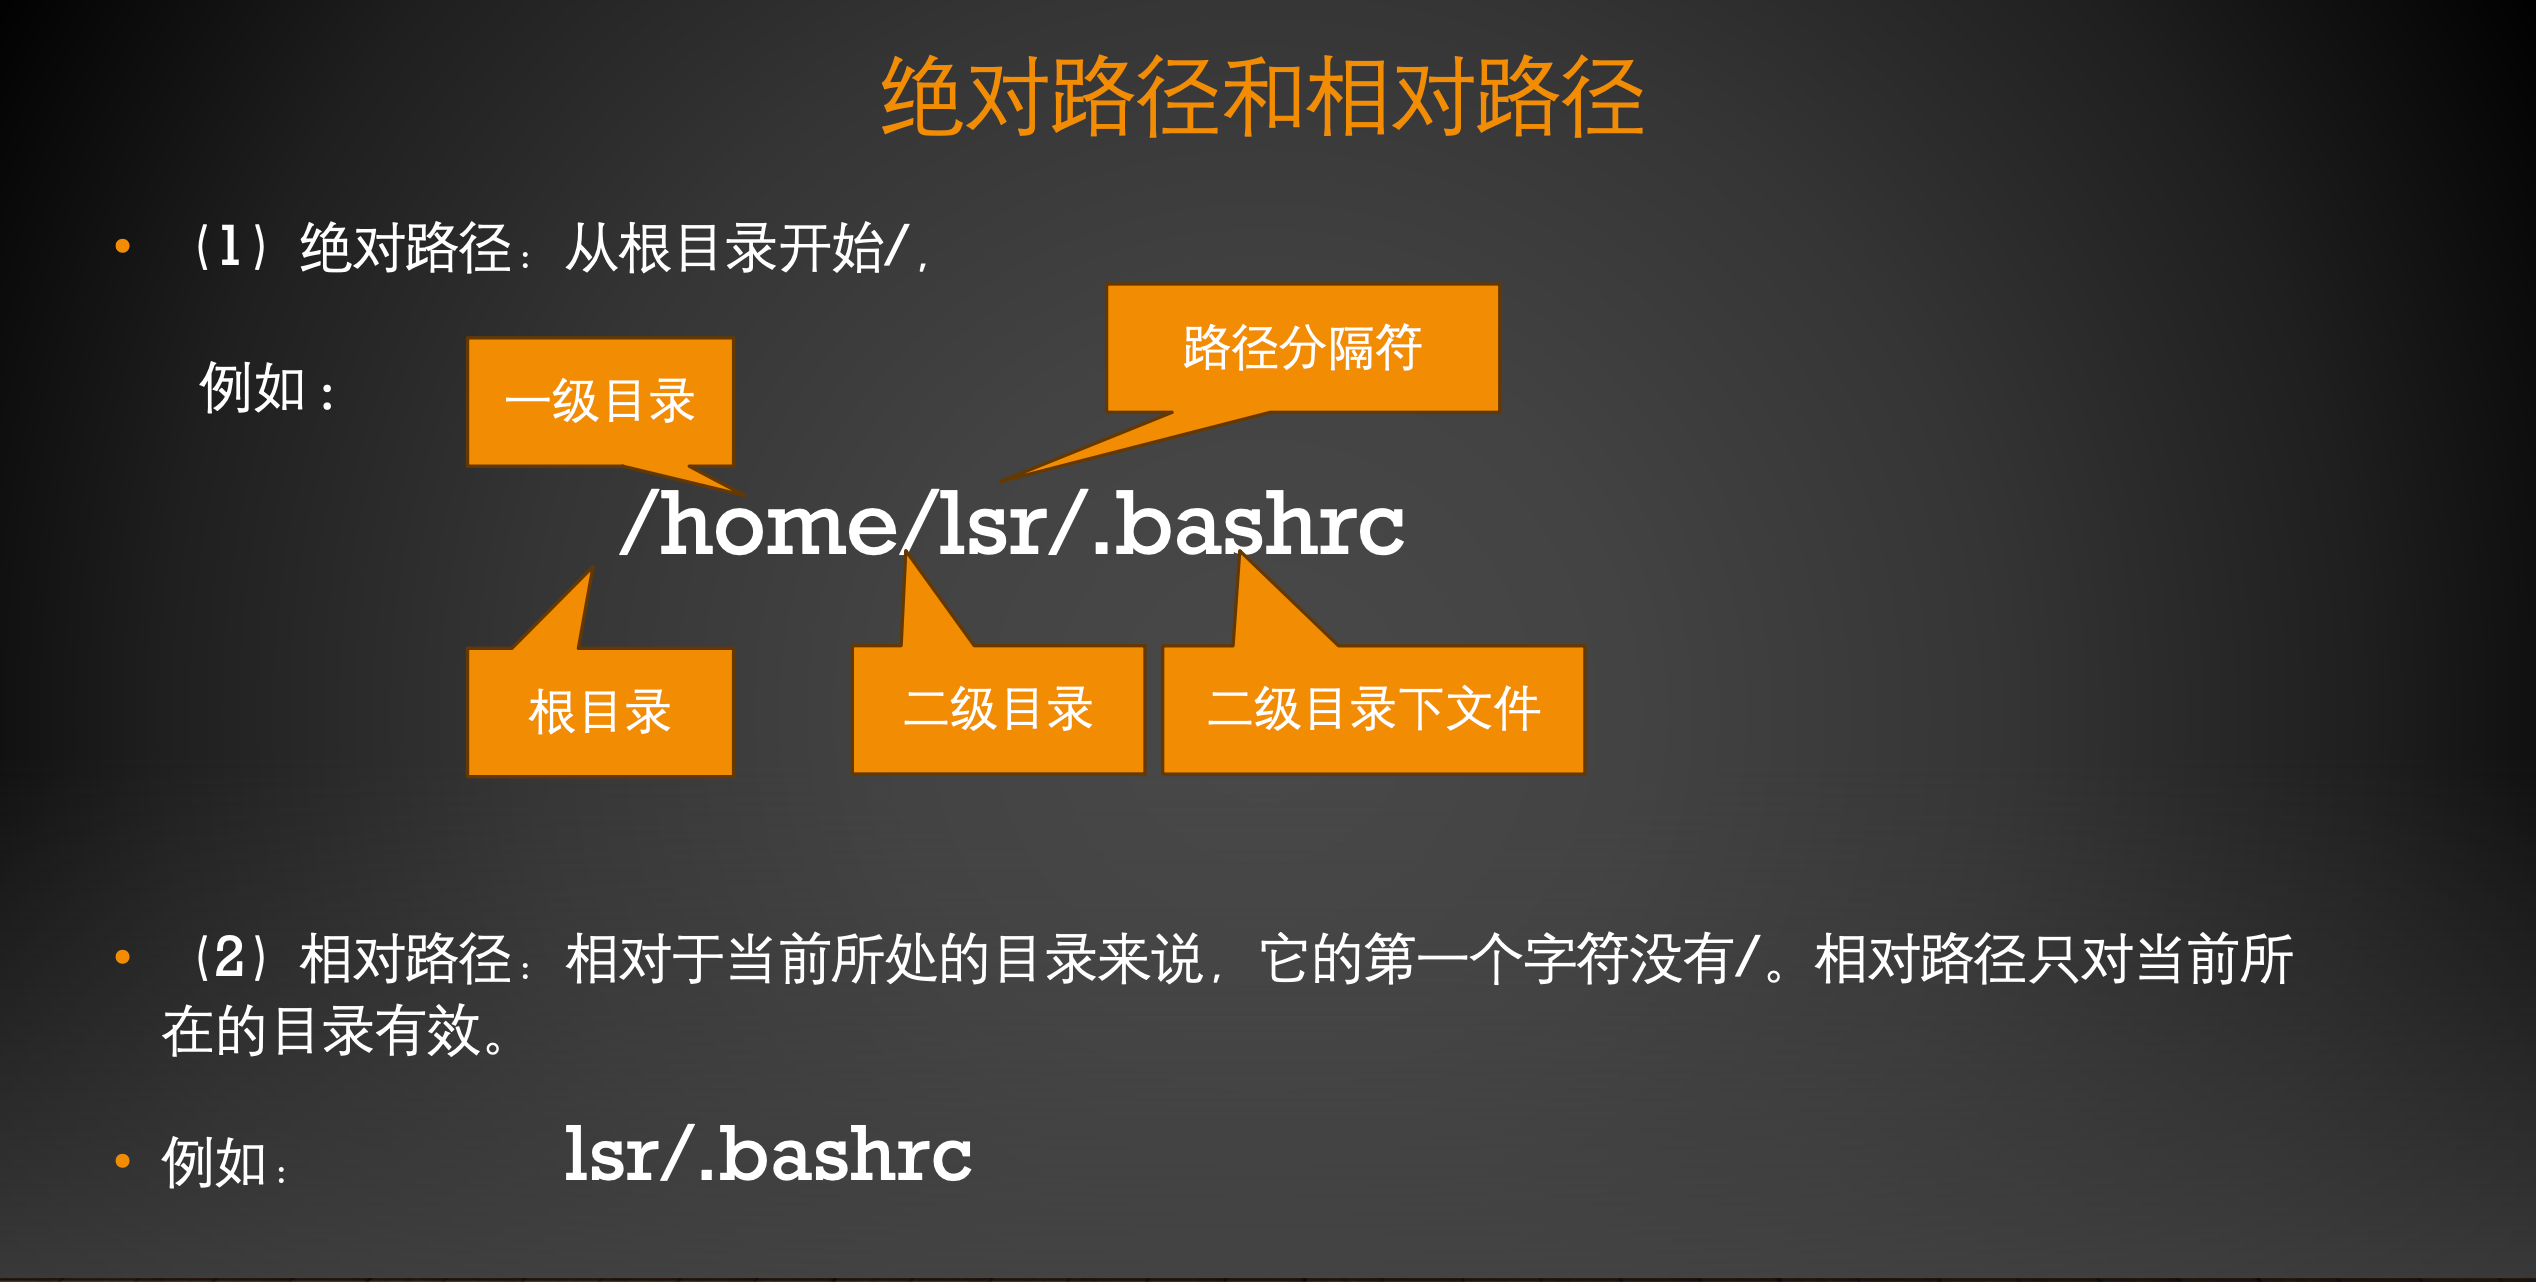 绝对路径和相对路径
• （1）绝对路径：从根目录开始/，
路径分隔符
例如：
一级目录
/home/lsr/.bashrc
根目录
二级目录
二级目录下文件
• （2）相对路径：相对于当前所处的目录来说，它的第一个字符没有/。相对路径只对当前所
在的目录有效。
• 例如： lsr/.bashrc